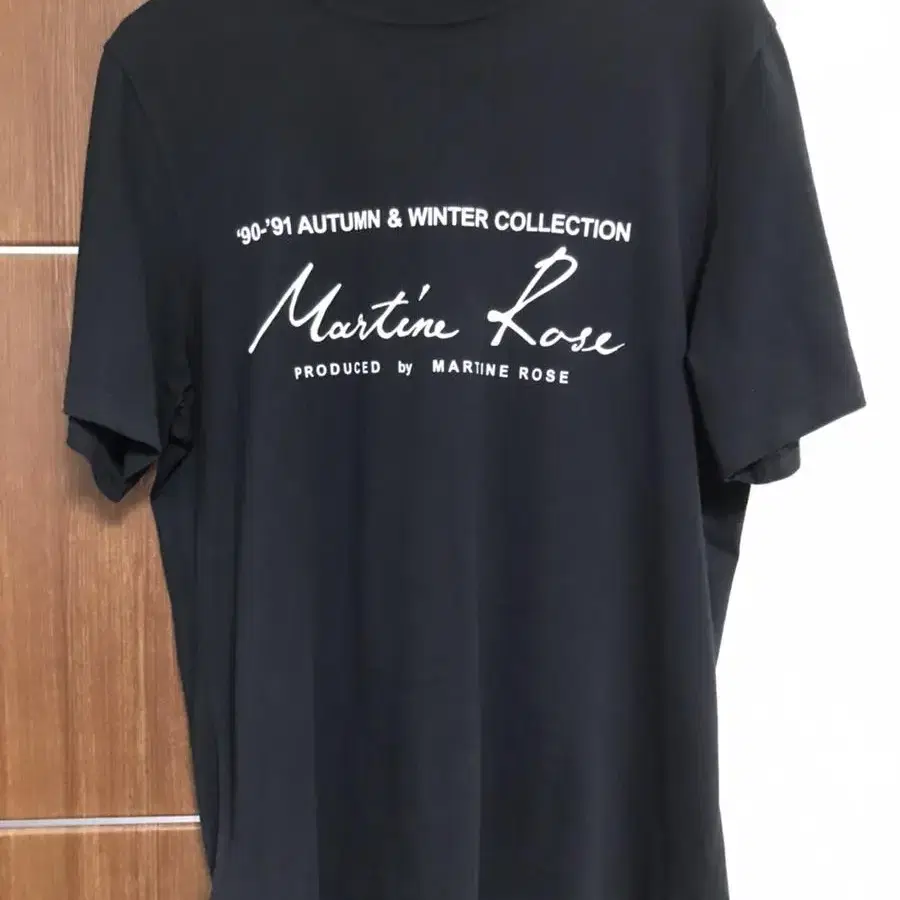 '90-'91 AUTUMN & WINTER COLLECTION
Martine Rose
PRODUCED by MARTINE ROSE